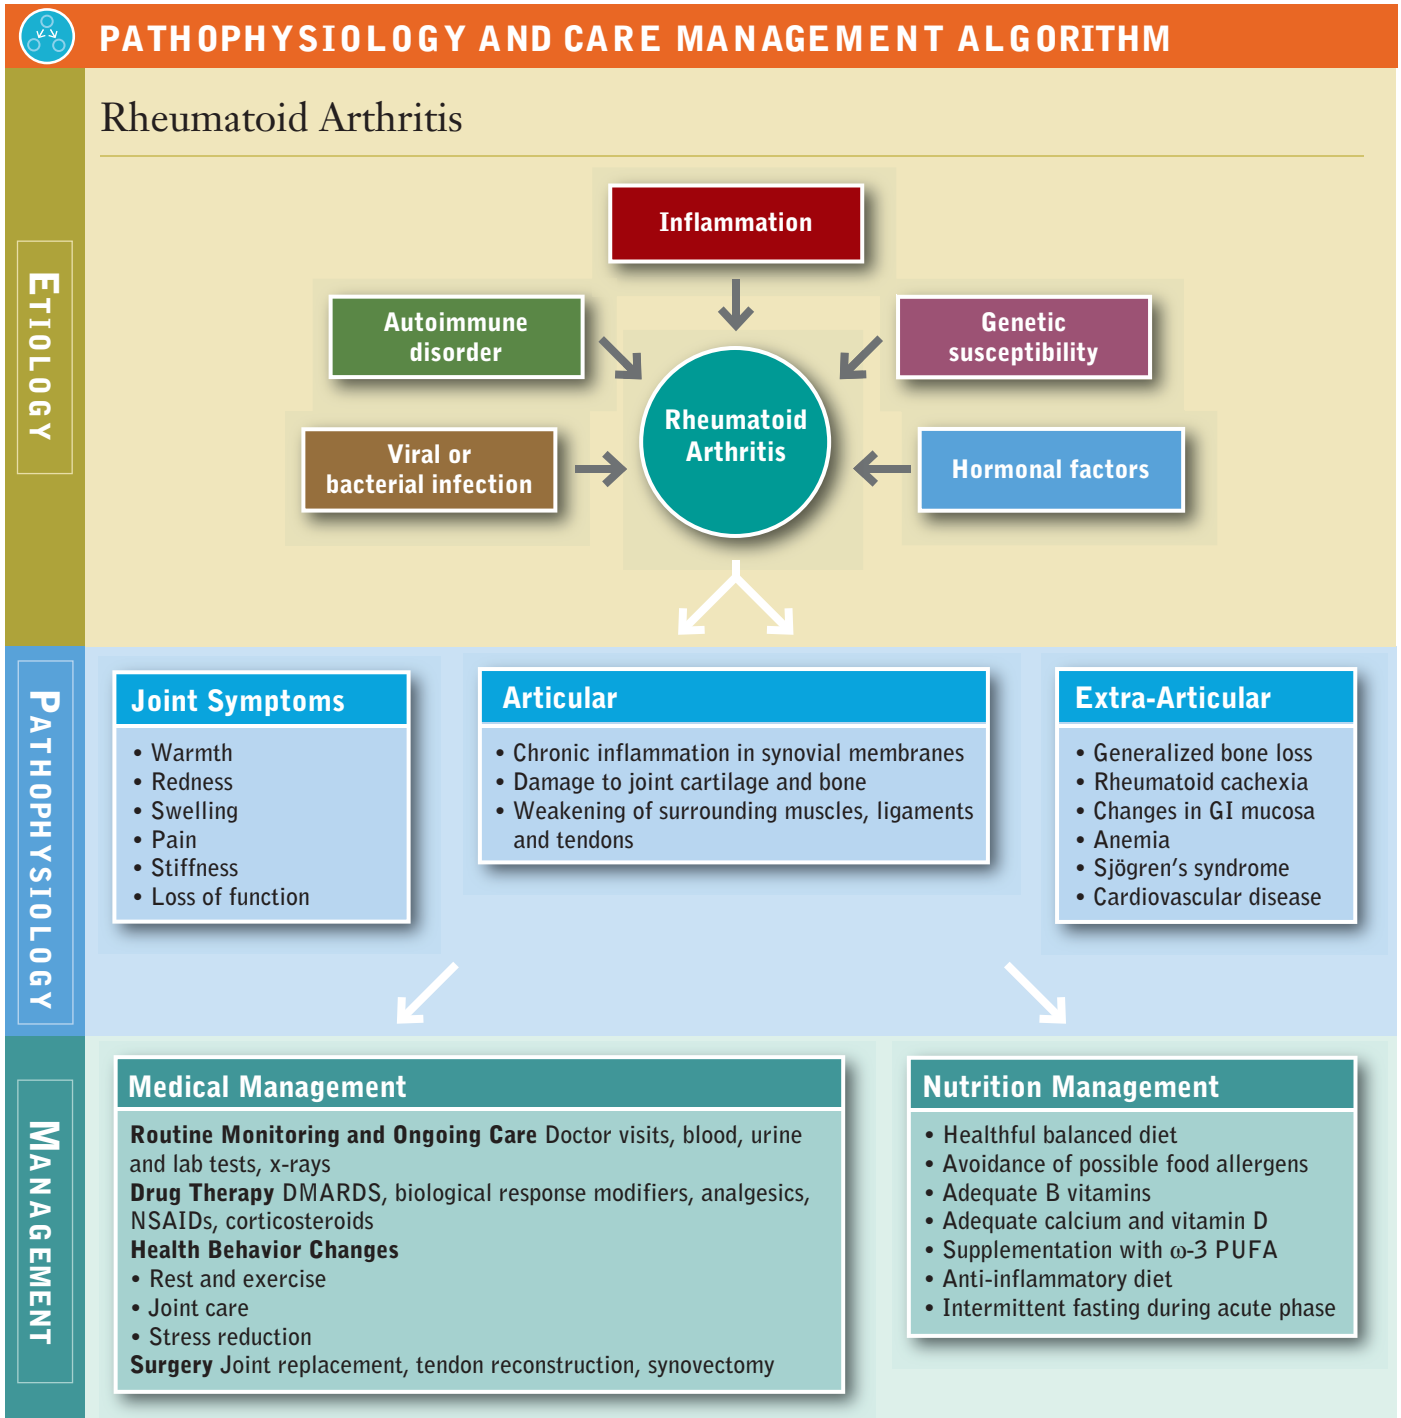 PATHOPHYSIOLOGY AND CARE MANAGEMENT ALGORITHM
Rheumatoid Arthritis
ETIOLOGY
Inflammation
Autoimmune
disorder
Genetic
susceptibility
Rheumatoid
Arthritis
Viral or
bacterial infection
Hormonal factors
PATHOPHYSIOLOGY
Joint Symptoms
• Warmth
• Redness
• Swelling
• Pain
• Stiffness
• Loss of function
Articular
• Chronic inflammation in synovial membranes
• Damage to joint cartilage and bone
• Weakening of surrounding muscles, ligaments
and tendons
Extra-Articular
• Generalized bone loss
• Rheumatoid cachexia
• Changes in GI mucosa
• Anemia
• Sjögren's syndrome
• Cardiovascular disease
MANAGEMENT
Medical Management
Routine Monitoring and Ongoing Care Doctor visits, blood, urine
and lab tests, x-rays
Drug Therapy DMARDS, biological response modifiers, analgesics,
NSAIDs, corticosteroids
Health Behavior Changes
• Rest and exercise
• Joint care
• Stress reduction
Surgery Joint replacement, tendon reconstruction, synovectomy
Nutrition Management
• Healthful balanced diet
• Avoidance of possible food allergens
• Adequate B vitamins
• Adequate calcium and vitamin D
• Supplementation with ω-3 PUFA
• Anti-inflammatory diet
• Intermittent fasting during acute phase